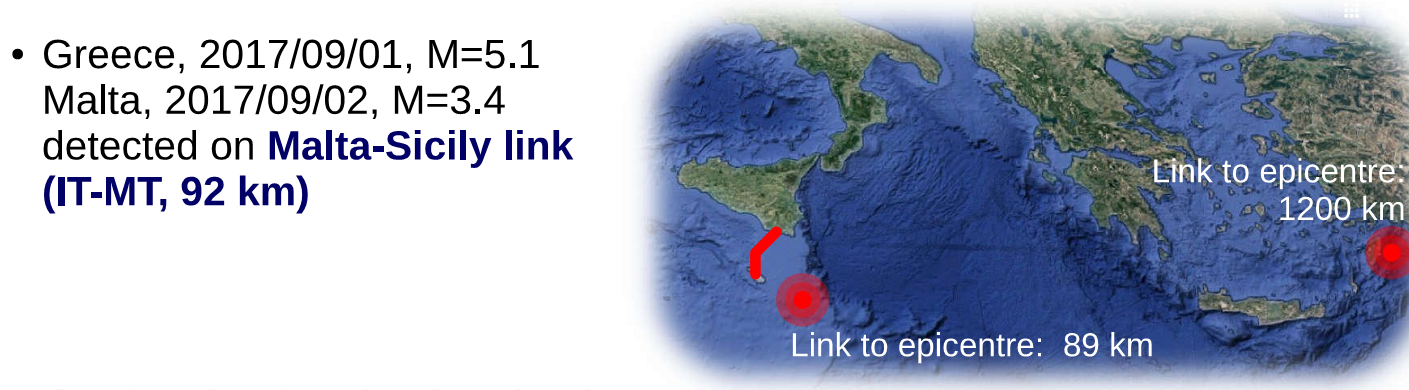 • Greece, 2017/09/01, M=5.1
Malta, 2017/09/02, M=3.4
detected on Malta-Sicily link
(IT-MT, 92 km)
Link to epicentre:
1200 km
Link to epicentre: 89 km